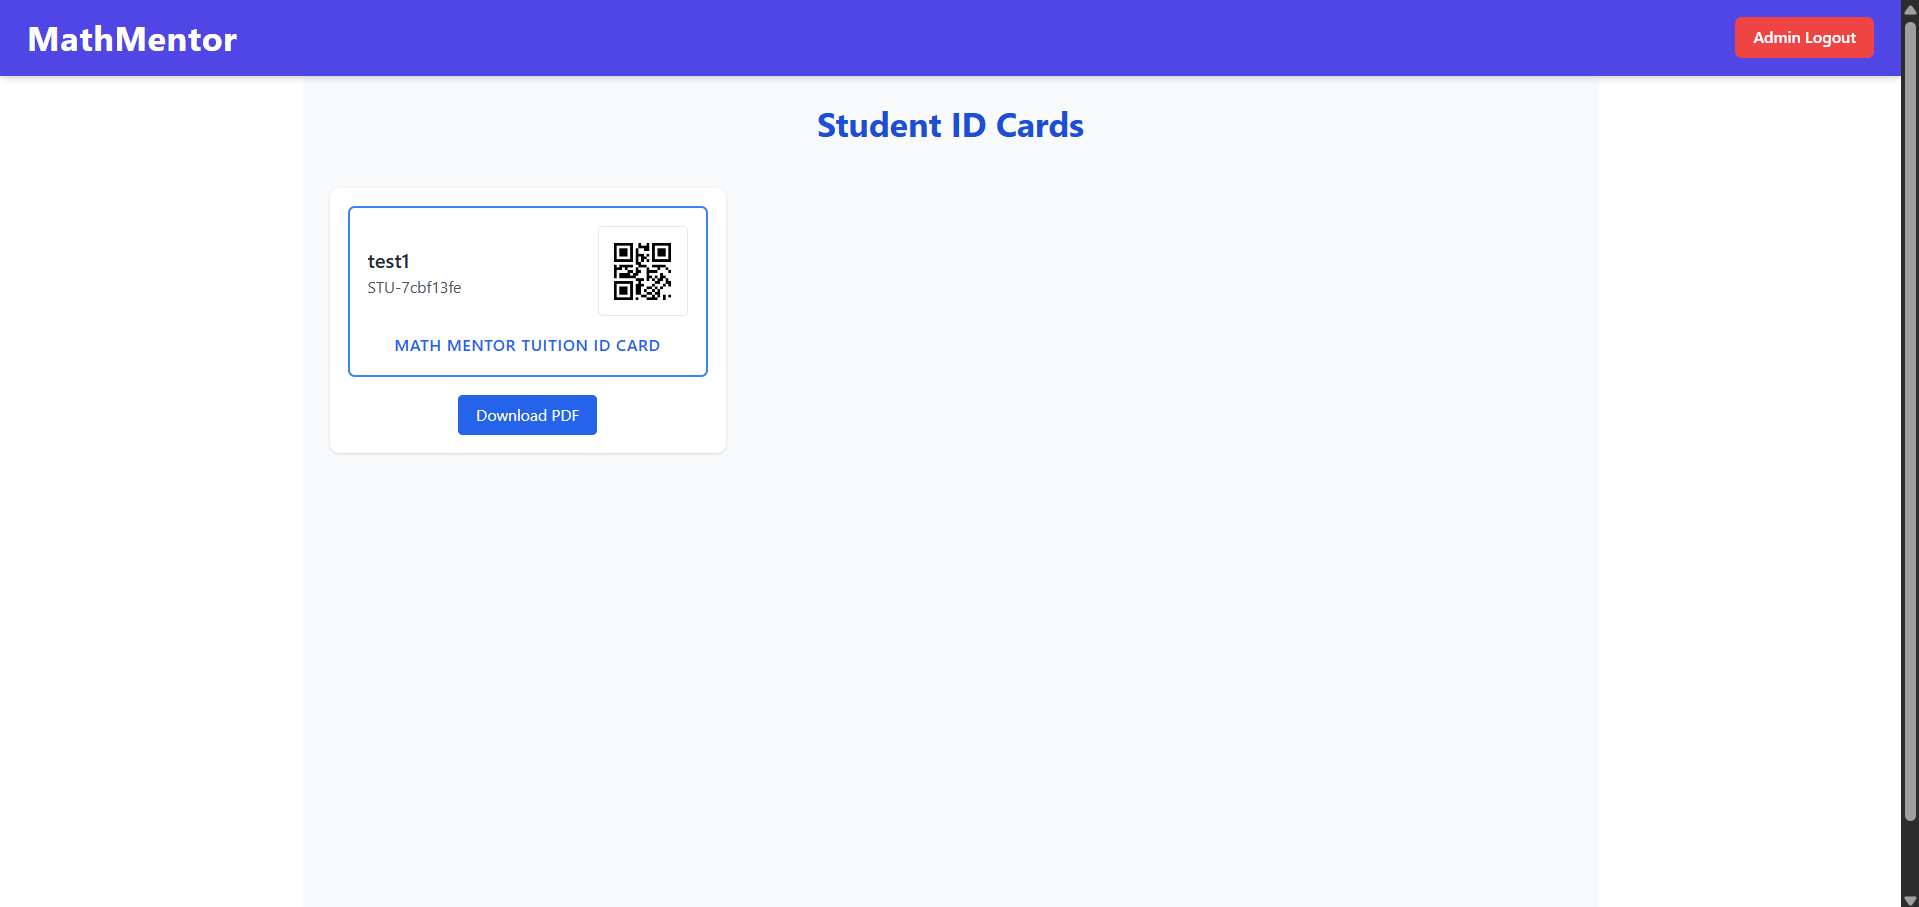 MathMentor
Admin Logout
Student ID Cards
test1
STU-7cbf13fe
MATH MENTOR TUITION ID CARD
Download PDF